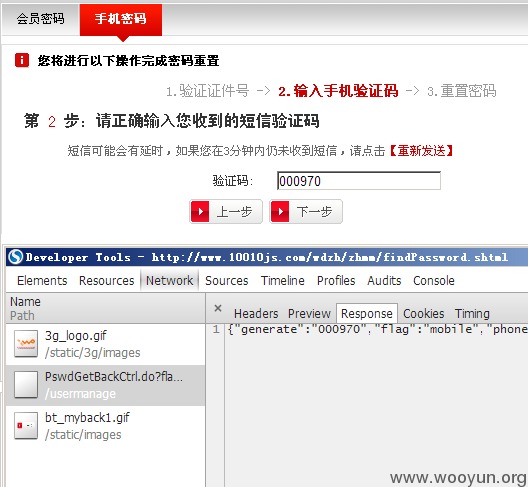 会员密码
手机密码
您将进行以下操作完成密码重置
1.验证证件号 -> 2.输入手机验证码 -> 3.重置密码
第 2 步：请正确输入您收到的短信验证码
短信可能会有延时，如果您在3分钟内仍未收到短信，请点击【重新发送】
验证码: 000970
上一步 下一步
Developer Tools - http://www.10010js.com/wdzh/zhmm/findPassword.shtml
Elements Resources Network Sources Timeline Profiles Audits Console
Name
Path
× Headers Preview Response Cookies Timing
1 {"generate":"000970","flag":"mobile","phone
3g_logo.gif
/static/3g/images
PswdGetBackCtrl.do?fla...
/usermanage
bt_myback1.gif
/static/images
www.wooyun.org